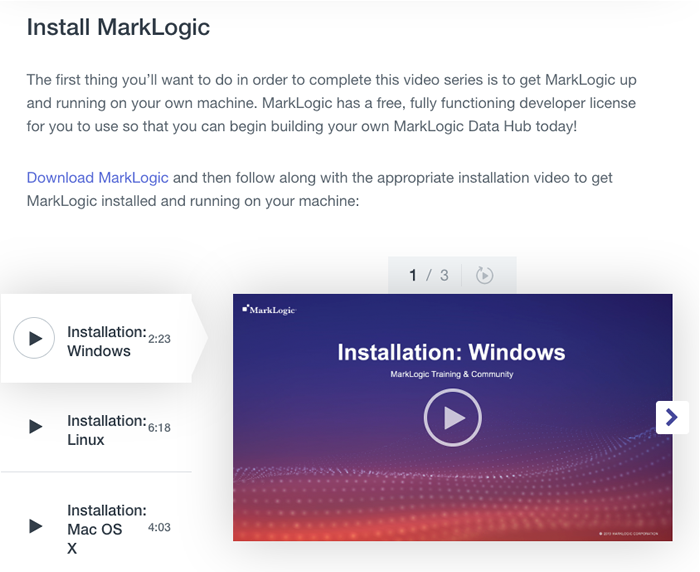 Install MarkLogic
The first thing you’ll want to do in order to complete this video series is to get MarkLogic up
and running on your own machine. MarkLogic has a free, fully functioning developer license
for you to use so that you can begin building your own MarkLogic Data Hub today!
Download MarkLogic and then follow along with the appropriate installation video to get
MarkLogic installed and running on your machine:
1 / 3
Installation:
Windows
2:23
Installation:
Linux
6:18
Installation:
Mac OS
X
4:03
MarkLogic
Installation: Windows
MarkLogic Training & Community